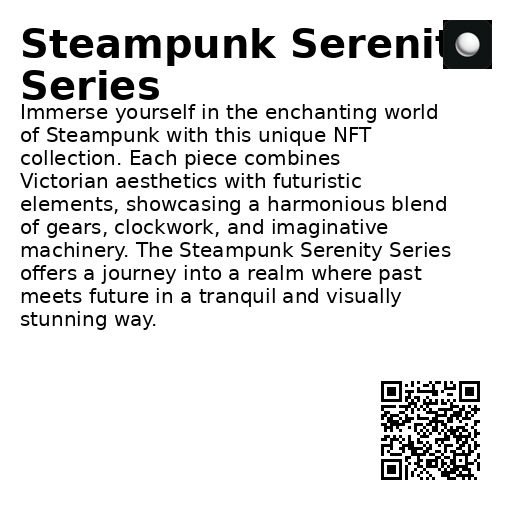 Steampunk Serenit
Series
Immerse yourself in the enchanting world
of Steampunk with this unique NFT
collection. Each piece combines
Victorian aesthetics with futuristic
elements, showcasing a harmonious blend
of gears, clockwork, and imaginative
machinery. The Steampunk Serenity Series
offers a journey into a realm where past
meets future in a tranquil and visually
stunning way.